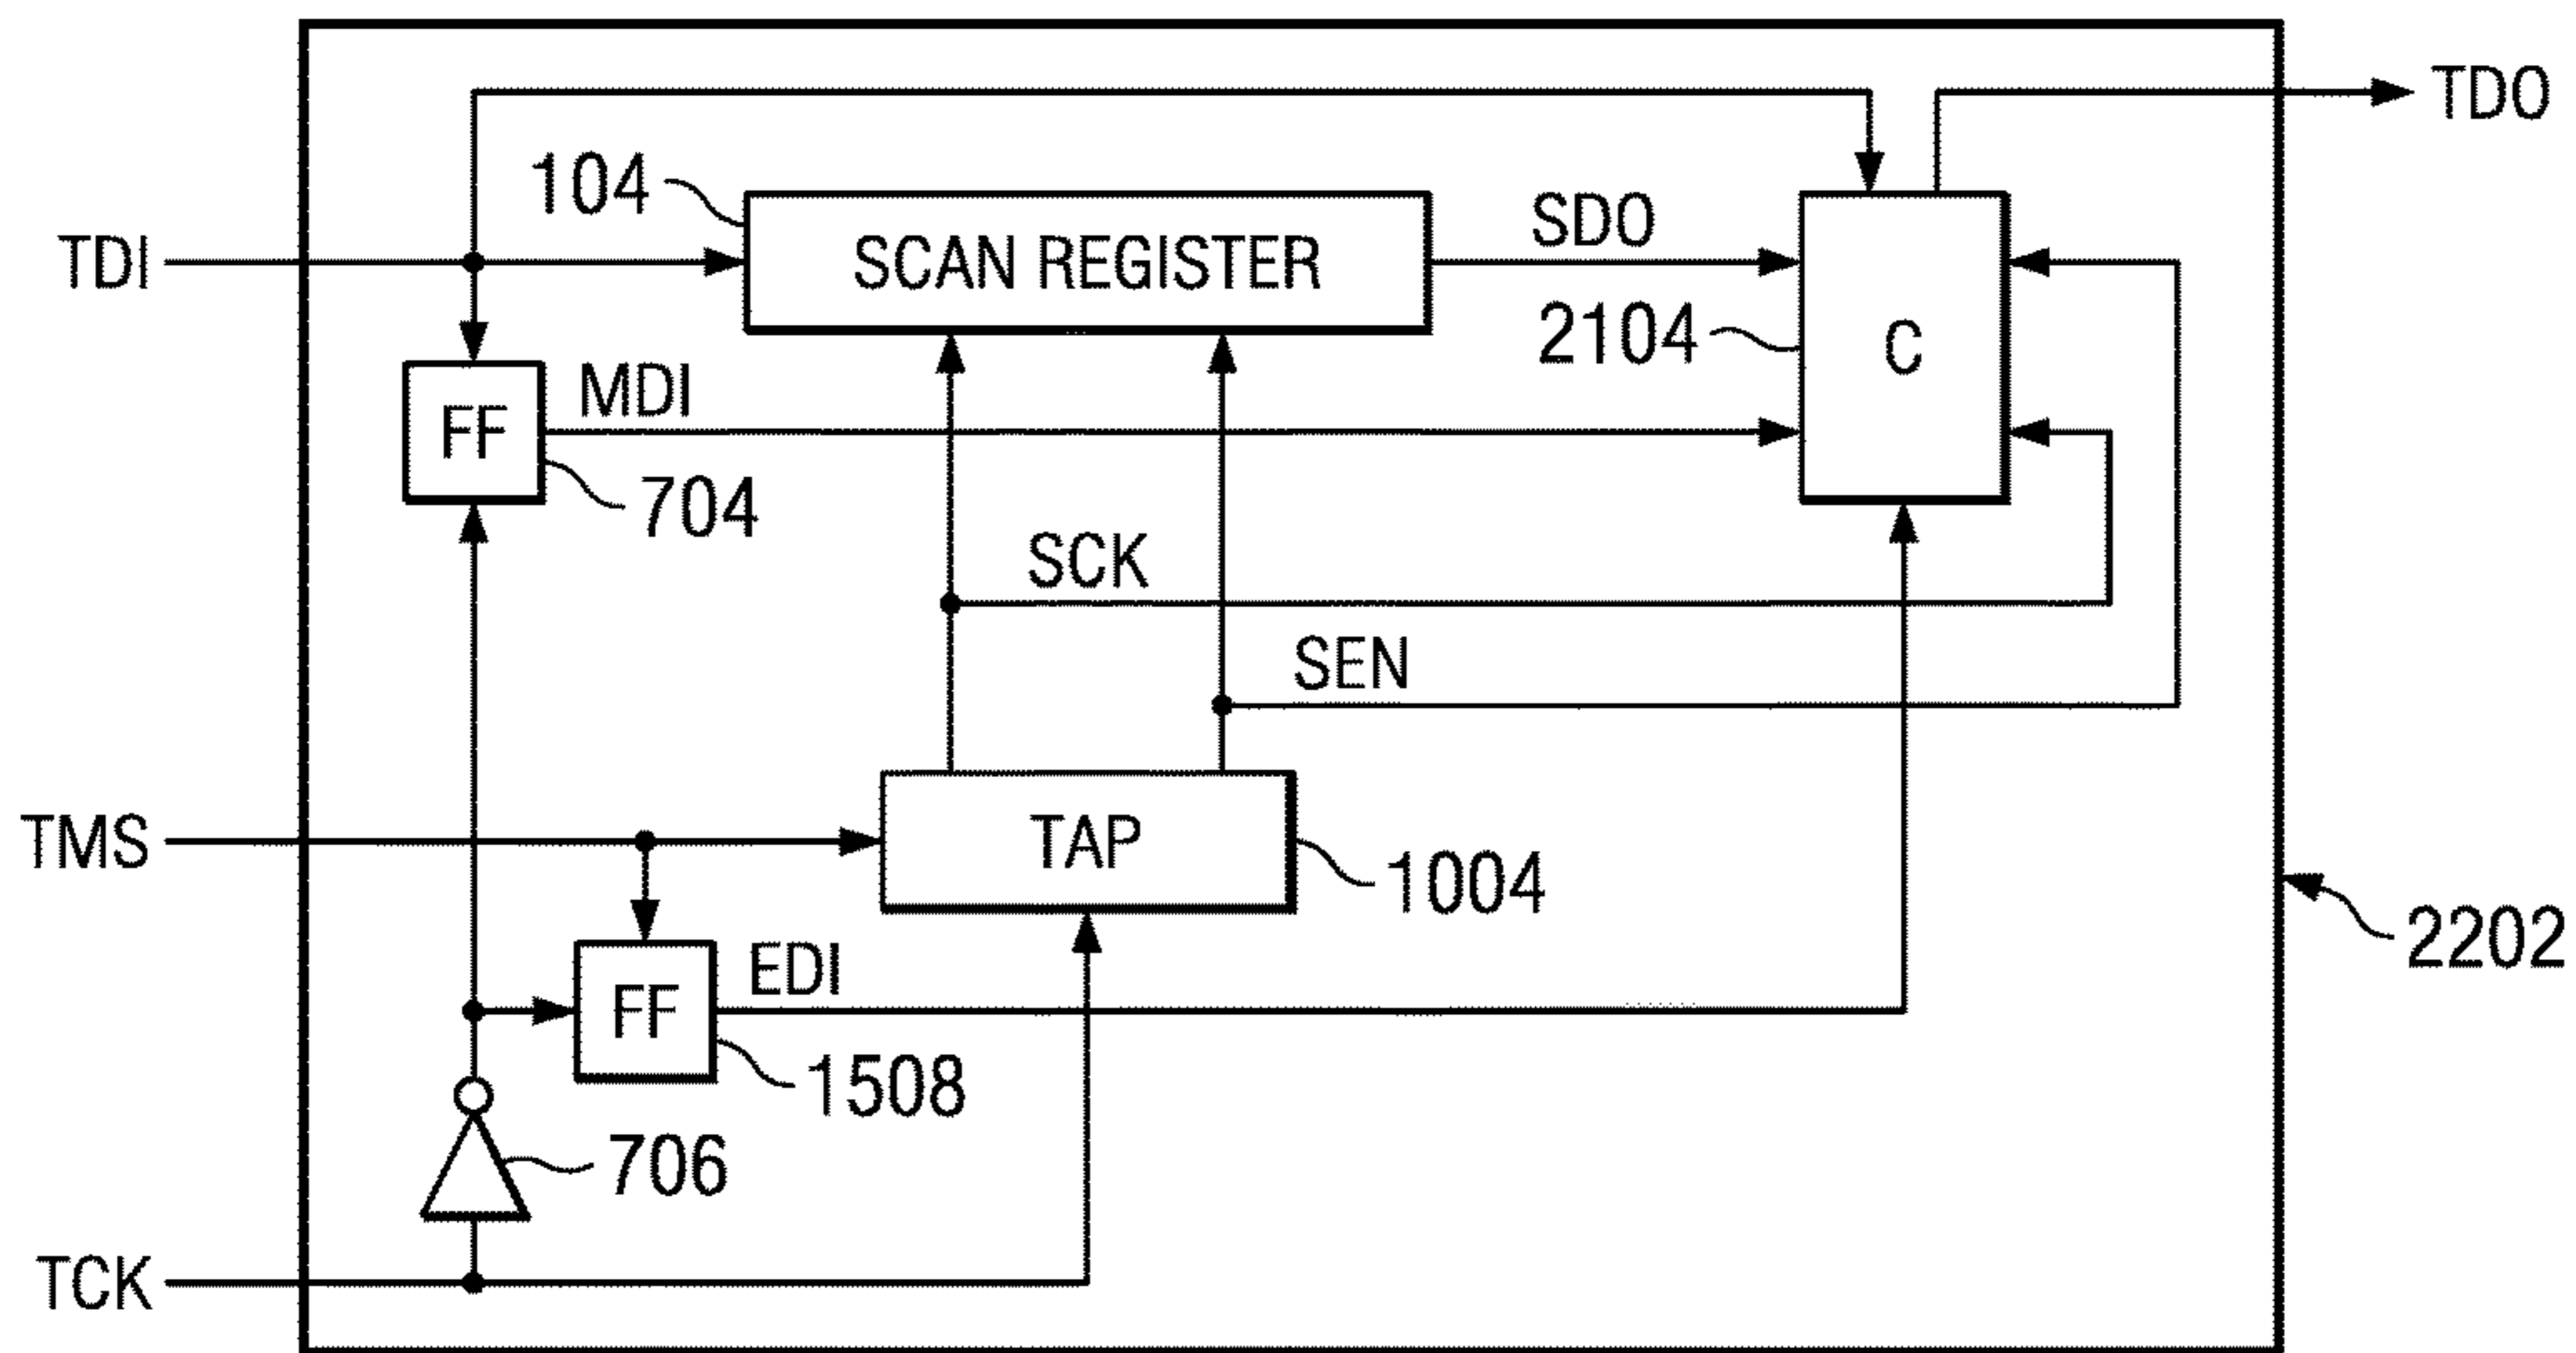 TDO
104
SDO
TDI
SCAN REGISTER
2104
C
MDI
FF
704
SCK
SEN
TMS
TAP
1004
2202
EDI
FF
1508
706
TCK